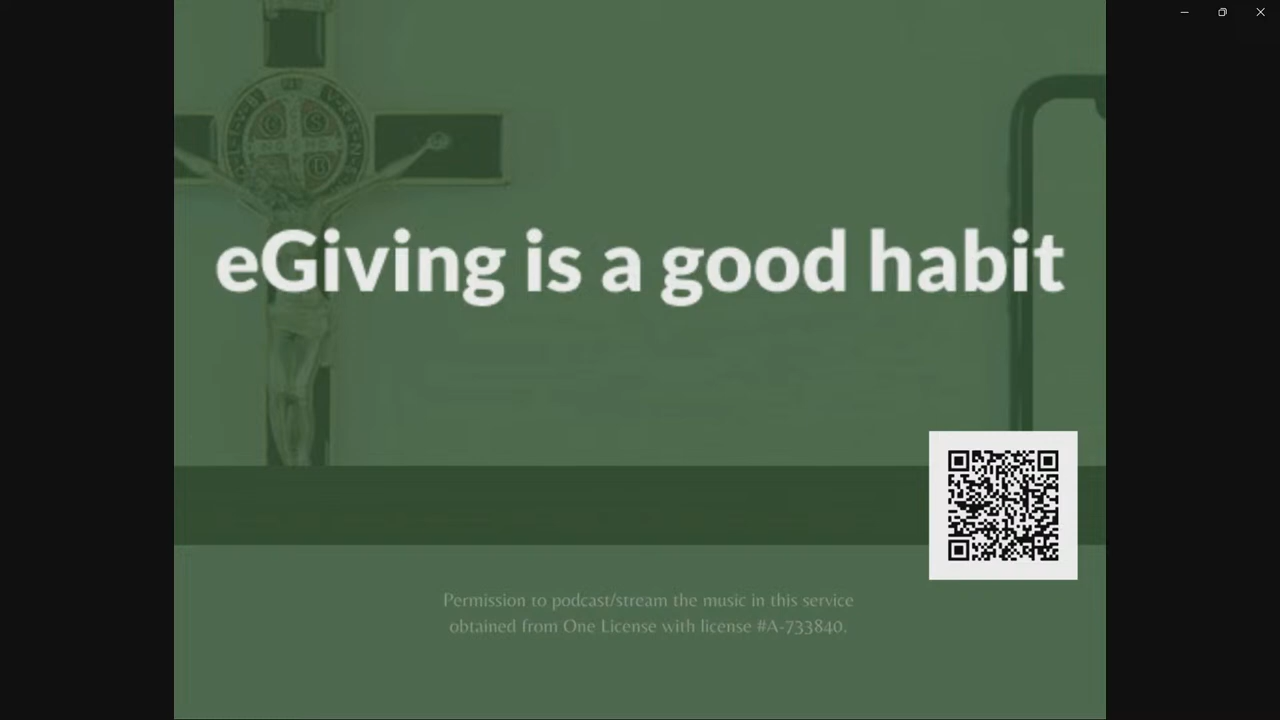 eGiving is a good habit
Permission to podcast/stream the music in this service
obtained from One License with license #A-733840.